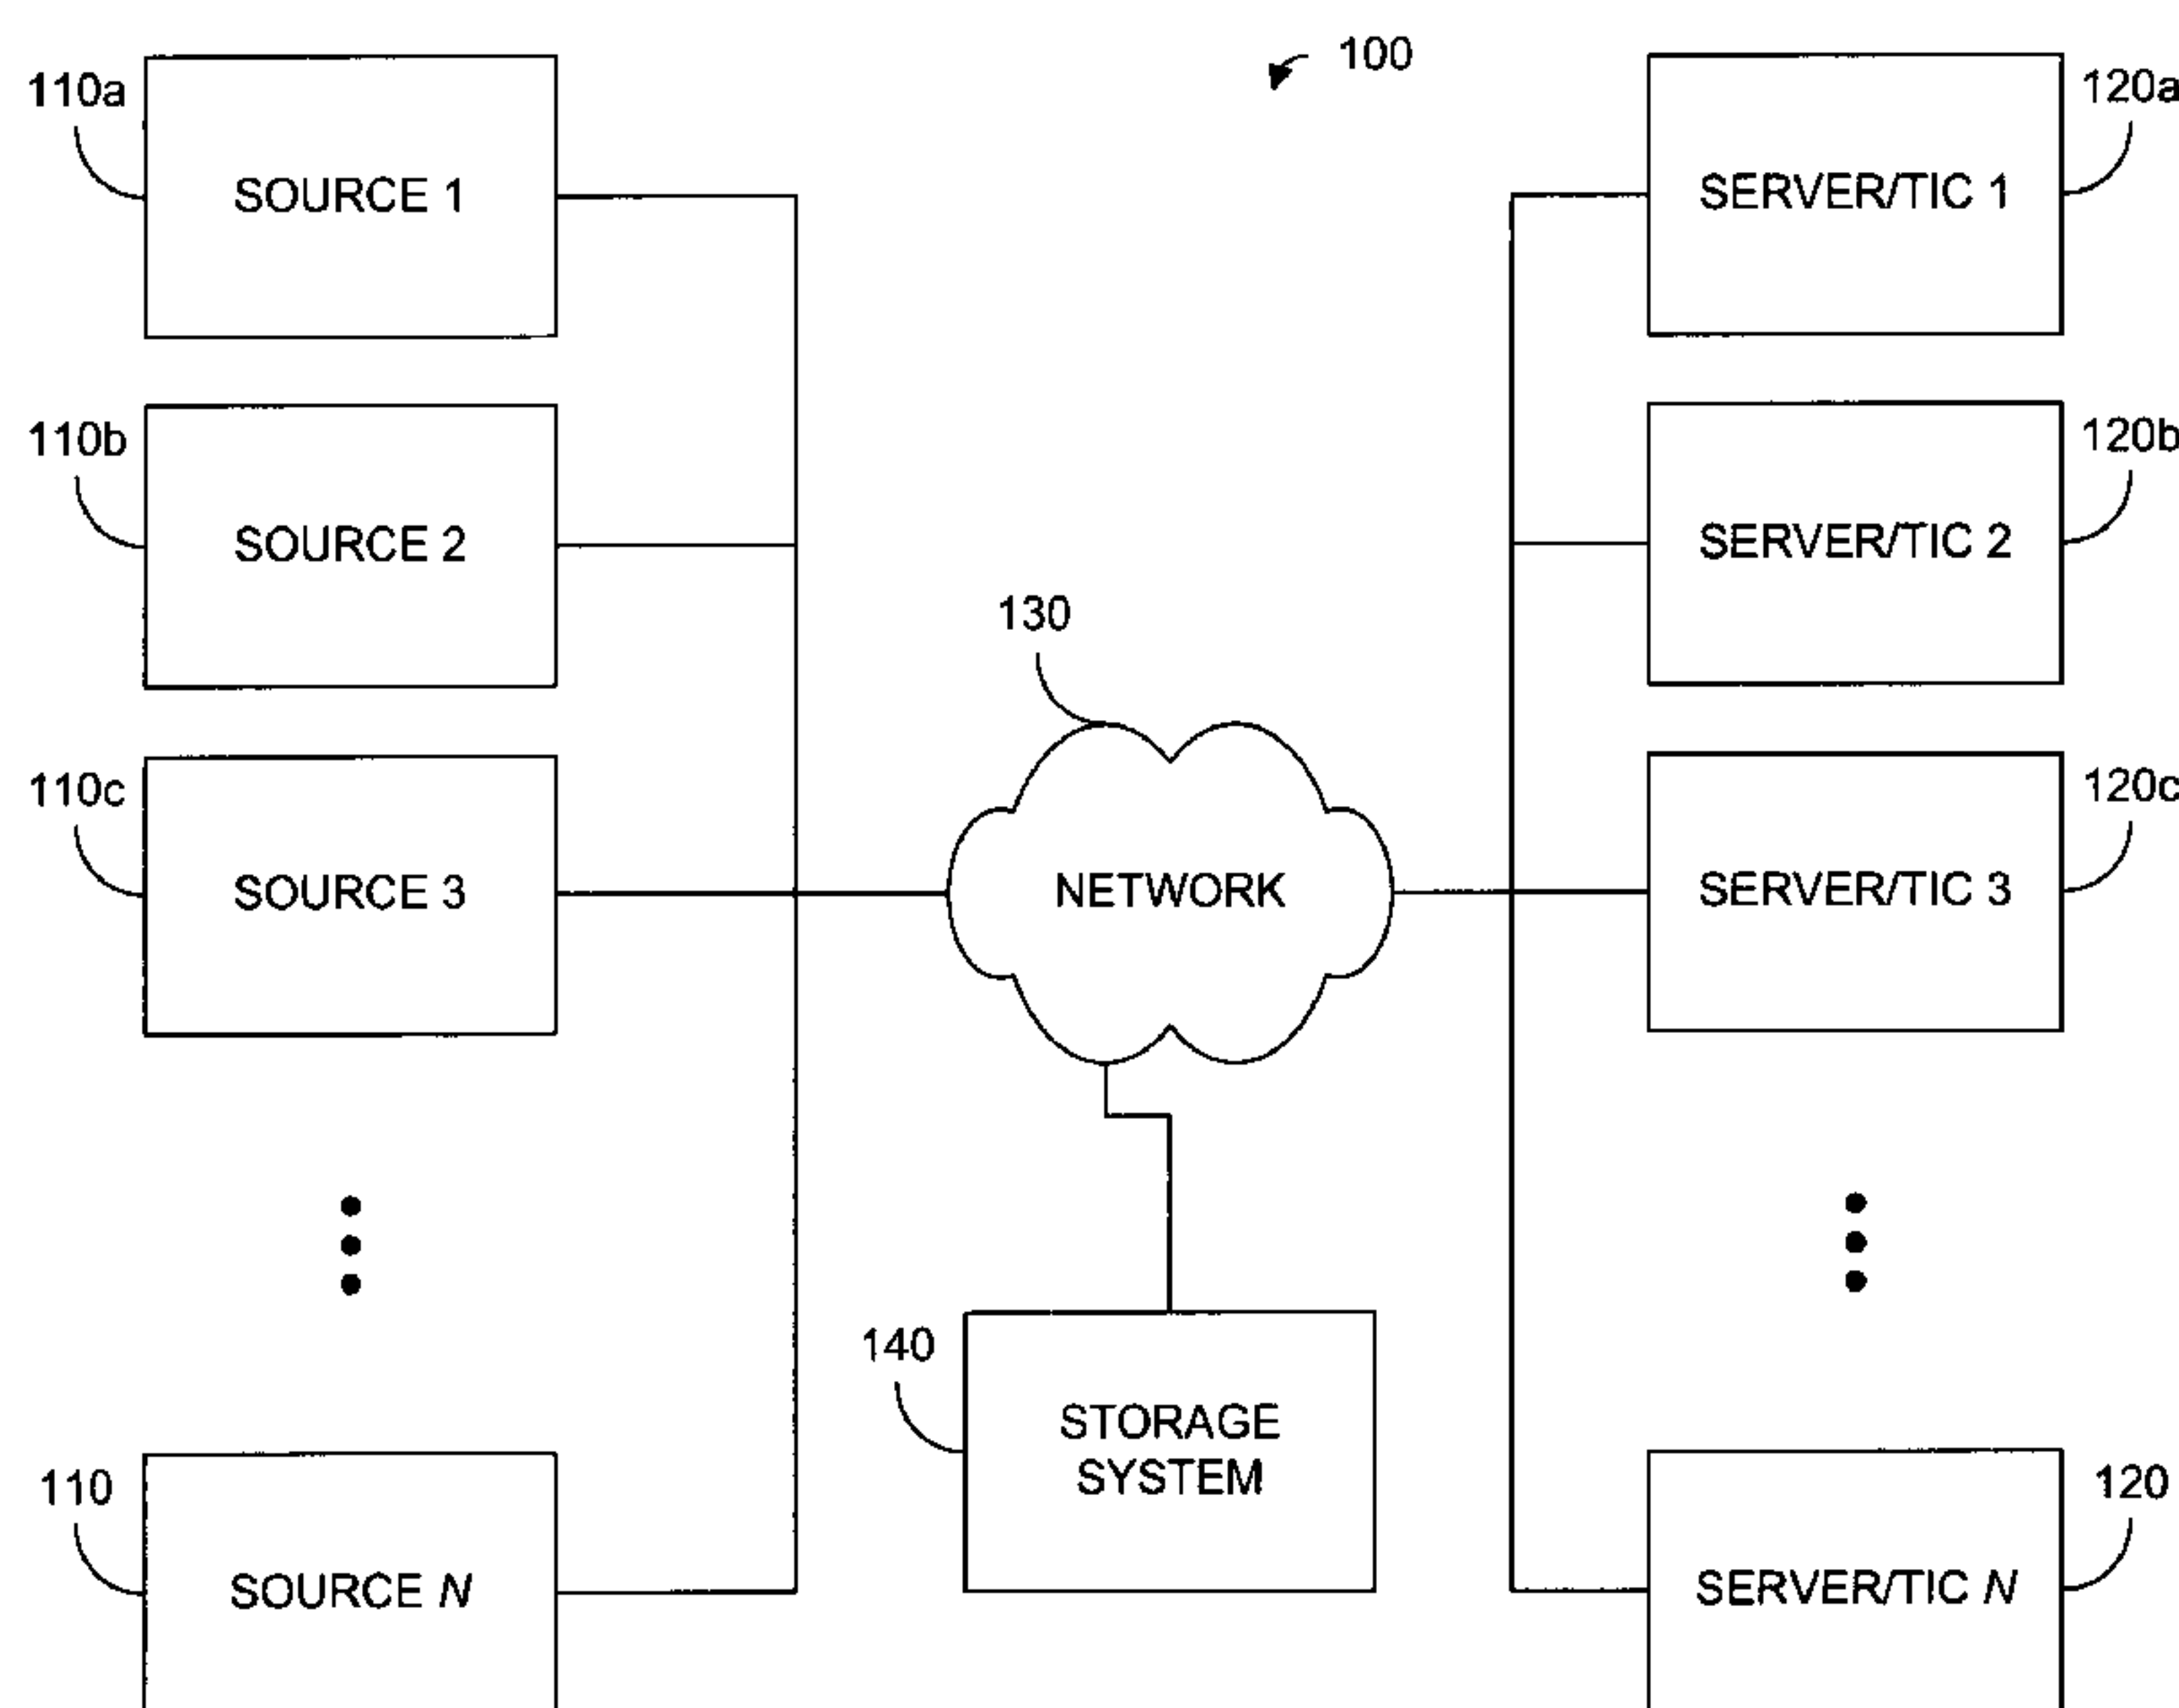 100
110a
SOURCE 1
120a
SERVER/TIC 1
110b
SOURCE 2
120b
SERVER/TIC 2
130
110c
SOURCE 3
NETWORK
120c
SERVER/TIC 3
140
STORAGE
SYSTEM
110
SOURCE N
120
SERVER/TIC N